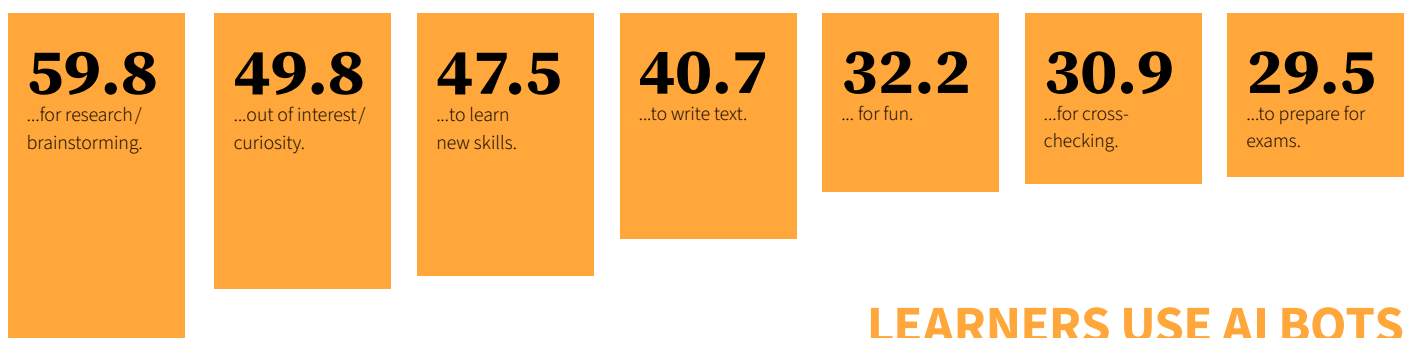 59.8
...for research/
brainstorming.
49.8
...out of interest/
curiosity.
47.5
...to learn
new skills.
40.7
...to write text.
32.2
... for fun.
30.9
...for cross-
checking.
29.5
...to prepare for
exams.
LEARNERS USE AI BOTS